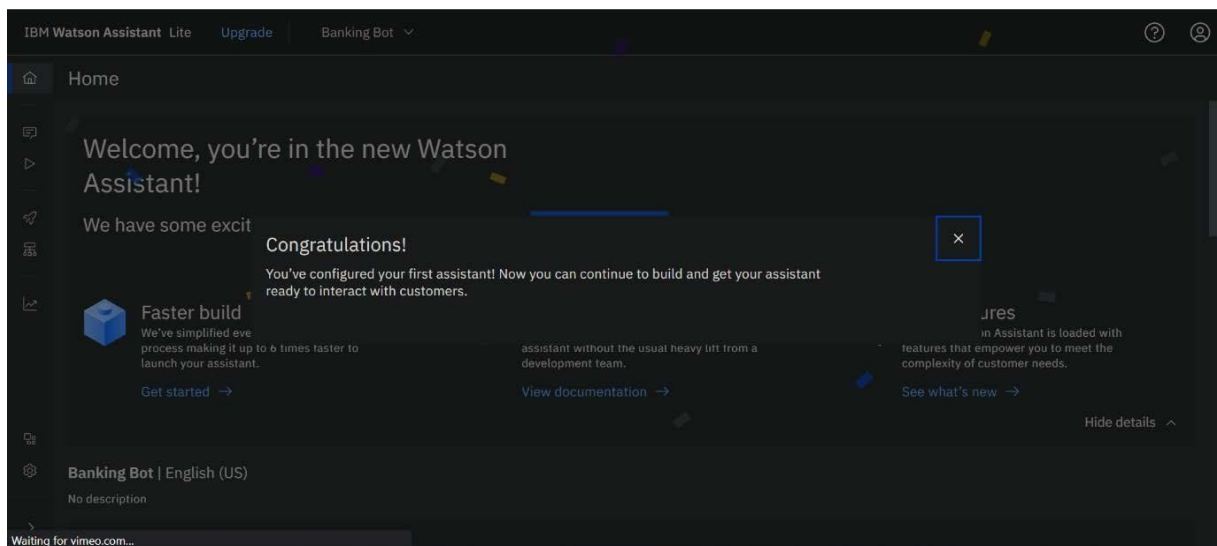 IBM Watson Assistant Lite Upgrade Banking Bot
Home
Welcome, you're in the new Watson
Assistant!
We have some excit
Congratulations!
You've configured your first assistant! Now you can continue to build and get your assistant
ready to interact with customers.
Faster build
We've simplified eve
process making it up to 6 times faster to
launch your assistant.
Get started →
assistant without the usual heavy lift from a
development team.
View documentation →
ures
on Assistant is loaded with
features that empower you to meet the
complexity of customer needs.
See what's new →
Hide details
Banking Bot | English (US)
No description
Waiting for vimeo.com...